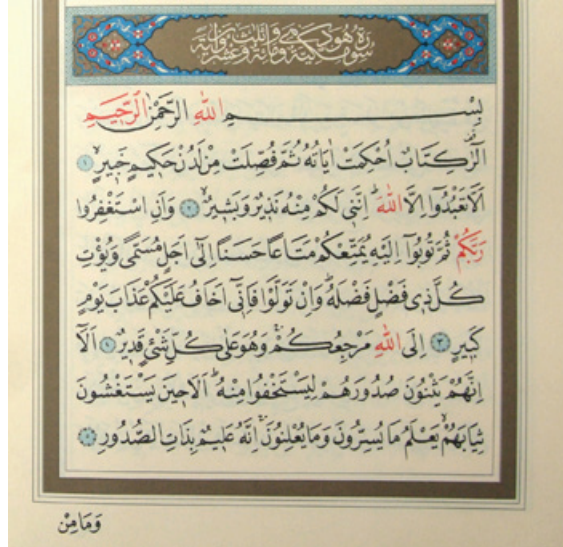 سورة هود مكية وهي مائة وثلث وعشرون آية
بِسْمِ اللّٰهِ الرَّحْمٰنِ الرَّحٖيمِ
الٓرٰ كِتَابٌ اُحْكِمَتْ اٰيَاتُهُ ثُمَّ فُصِّلَتْ مِنْ لَدُنْ حَكٖيمٍ خَبٖيرٍۙ ١
اَلَّا تَعْبُدُٓوا اِلَّا اللّٰهَؕ اِنَّنٖى لَكُمْ مِنْهُ نَذٖيرٌ وَبَشٖيرٌۙ ٢ وَاَنِ اسْتَغْفِرُوا
رَبَّكُمْ ثُمَّ تُوبُٓوا اِلَيْهِ يُمَتِّعْكُمْ مَتَاعًا حَسَنًا اِلٰٓى اَجَلٍ مُسَمًّى وَيُؤْتِ
كُلَّ ذٖى فَضْلٍ فَضْلَهُؕ وَاِنْ تَوَلَّوْا فَاِنّٖٓى اَخَافُ عَلَيْكُمْ عَذَابَ يَوْمٍ
كَبٖيرٍ ٣ اِلَى اللّٰهِ مَرْجِعُكُمْۚ وَهُوَ عَلٰى كُلِّ شَیْءٍ قَدٖيرٌ ٤ اَلَٓا
اِنَّهُمْ يَثْنُونَ صُدُورَهُمْ لِيَسْتَخْفُوا مِنْهُؕ اَلَا حٖينَ يَسْتَغْشُونَ
ثِيَابَهُمْۙ يَعْلَمُ مَا يُسِرُّونَ وَمَا يُعْلِنُونَۚ اِنَّهُ عَلٖيمٌ بِذَاتِ الصُّدُورِ ٥
وَمَا مِنْ